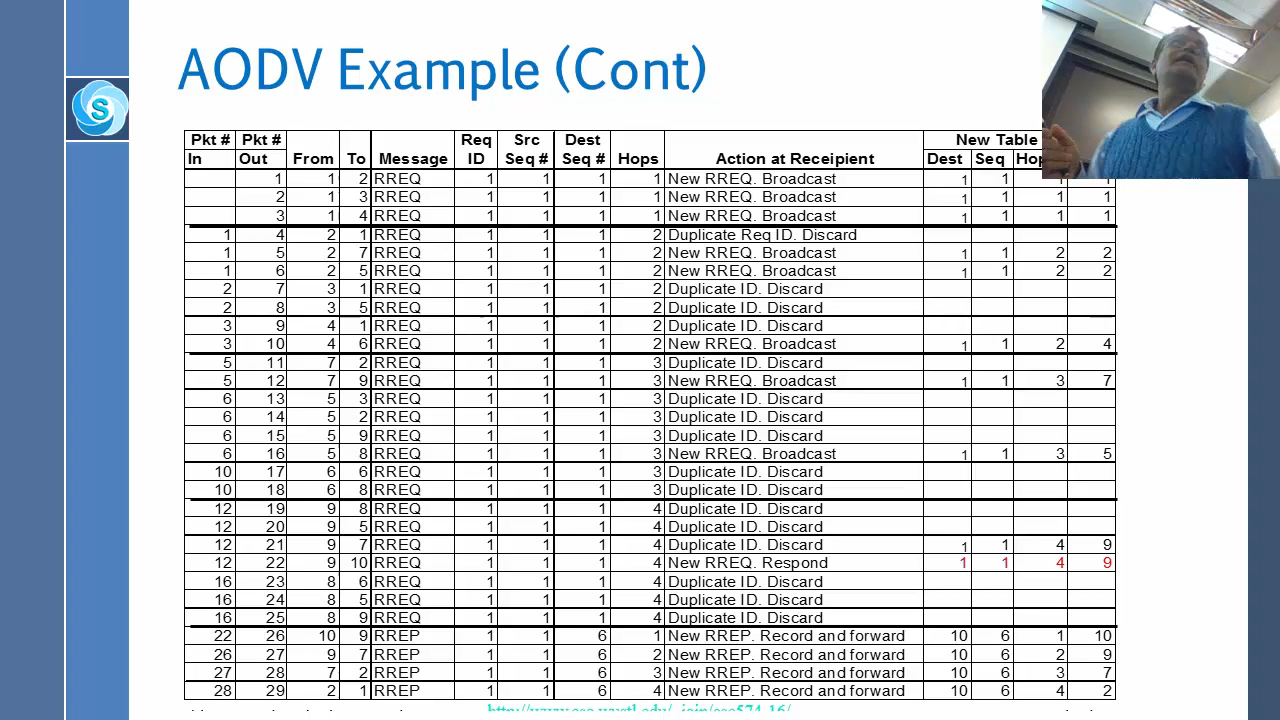 AODV Example (Cont)
S
Pkt # Pkt # Req Src Dest New Table
In Out From To Message ID Seq # Seq # Hops Action at Receipient Dest Seq Hop
1 1 2 RREQ 1 1 1 1 New RREQ. Broadcast 1 1 1 1
2 1 3 RREQ 1 1 1 1 New RREQ. Broadcast 1 1 1 1
3 1 4 RREQ 1 1 1 1 New RREQ. Broadcast 1 1 1 1
1 4 2 1 RREQ 1 1 1 2 Duplicate Req ID. Discard
1 5 2 7 RREQ 1 1 1 2 New RREQ. Broadcast 1 1 2 2
1 6 2 5 RREQ 1 1 1 2 New RREQ. Broadcast 1 1 2 2
2 7 3 1 RREQ 1 1 1 2 Duplicate ID. Discard
2 8 3 5 RREQ 1 1 1 2 Duplicate ID. Discard
3 9 4 1 RREQ 1 1 1 2 Duplicate ID. Discard
3 10 4 6 RREQ 1 1 1 2 New RREQ. Broadcast 1 1 2 4
5 11 7 2 RREQ 1 1 1 3 Duplicate ID. Discard
5 12 7 9 RREQ 1 1 1 3 New RREQ. Broadcast 1 1 3 7
6 13 5 3 RREQ 1 1 1 3 Duplicate ID. Discard
6 14 5 2 RREQ 1 1 1 3 Duplicate ID. Discard
6 15 5 9 RREQ 1 1 1 3 Duplicate ID. Discard
6 16 5 8 RREQ 1 1 1 3 New RREQ. Broadcast 1 1 3 5
10 17 6 6 RREQ 1 1 1 3 Duplicate ID. Discard
10 18 6 8 RREQ 1 1 1 3 Duplicate ID. Discard
12 19 9 8 RREQ 1 1 1 4 Duplicate ID. Discard
12 20 9 5 RREQ 1 1 1 4 Duplicate ID. Discard
12 21 9 7 RREQ 1 1 1 4 Duplicate ID. Discard 1 1 4 9
12 22 9 10 RREQ 1 1 1 4 New RREQ. Respond 1 1 4 9
16 23 8 6 RREQ 1 1 1 4 Duplicate ID. Discard
16 24 8 5 RREQ 1 1 1 4 Duplicate ID. Discard
16 25 8 9 RREQ 1 1 1 4 Duplicate ID. Discard
22 26 10 9 RREP 1 1 6 1 New RREP. Record and forward 10 6 1 10
26 27 9 7 RREP 1 1 6 2 New RREP. Record and forward 10 6 2 9
27 28 7 2 RREP 1 1 6 3 New RREP. Record and forward 10 6 3 7
28 29 2 1 RREP 1 1 6 4 New RREP. Record and forward 10 6 4 2